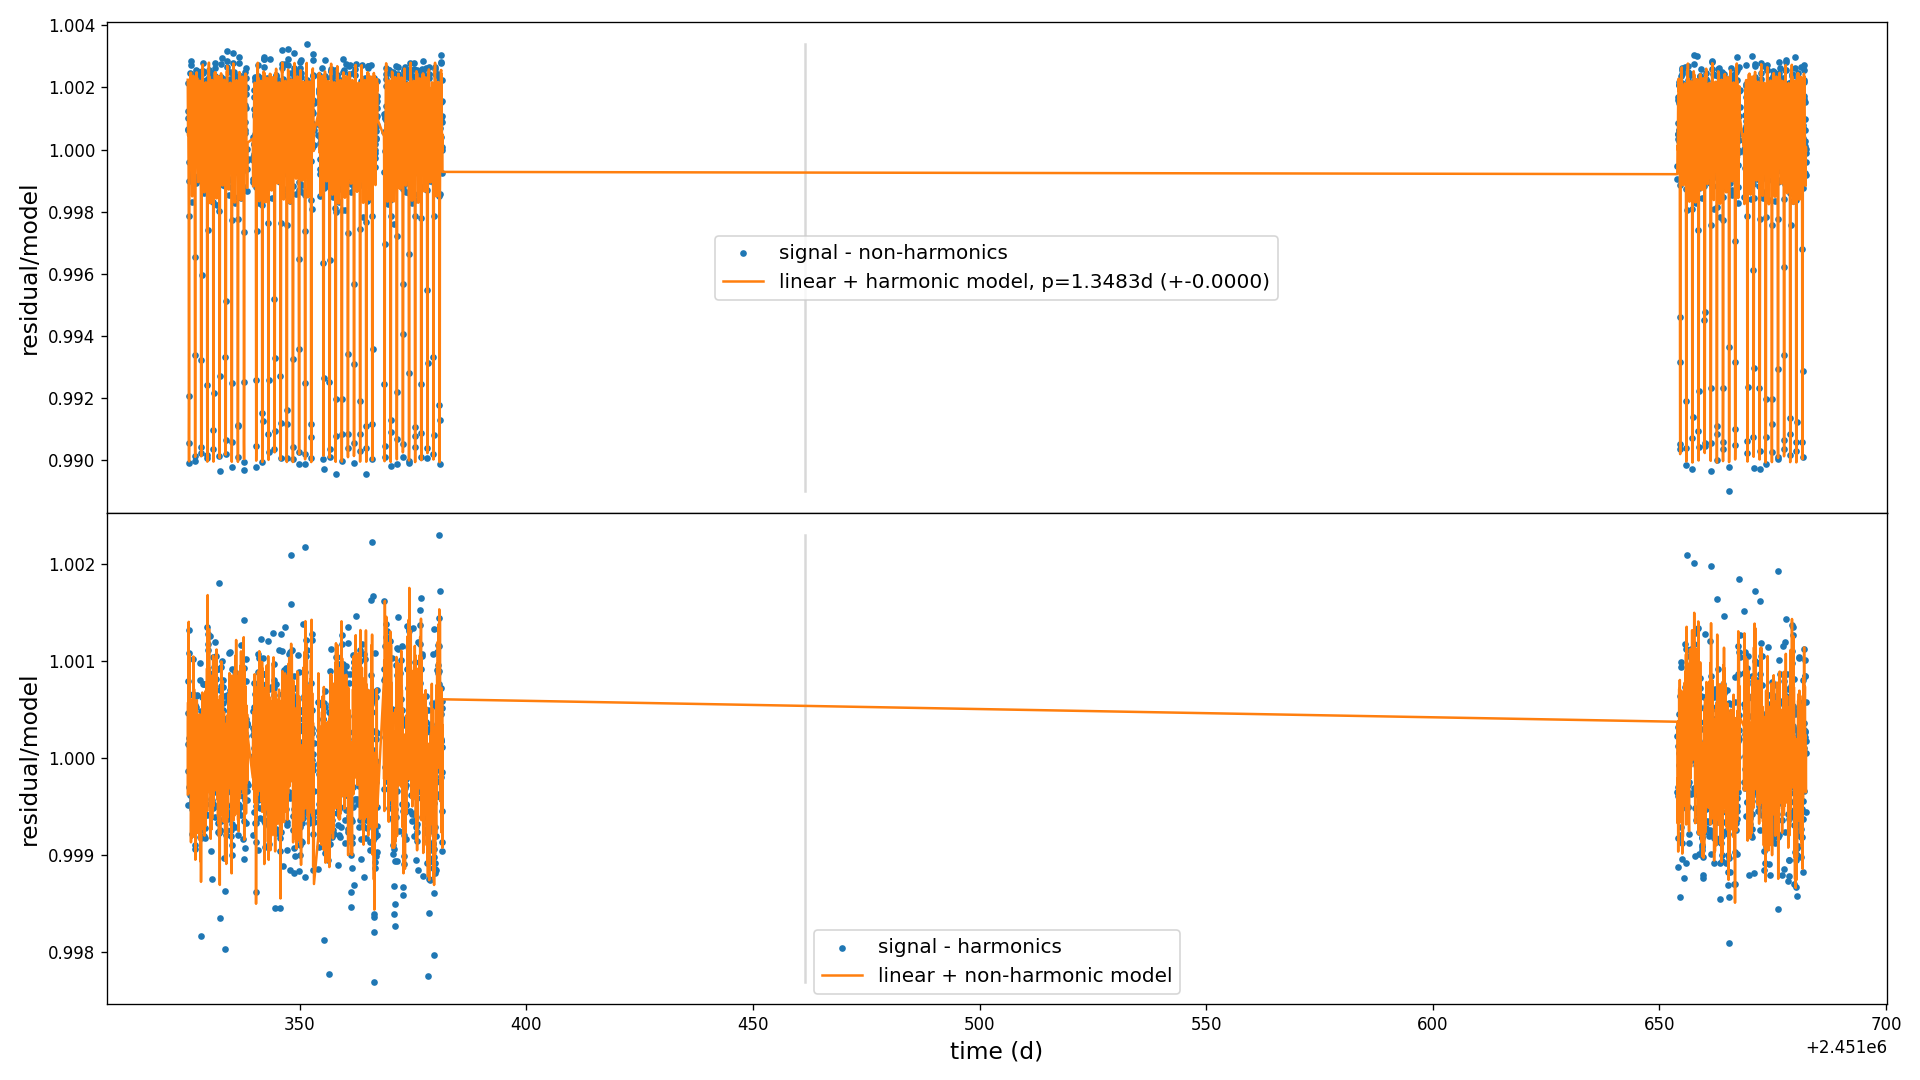 1.004
1.002
1.000
0.998
0.996
0.994
0.992
0.990
residual/model
signal - non-harmonics
linear + harmonic model, p=1.3483d (+-0.0000)
1.002
1.001
1.000
0.999
0.998
residual/model
signal - harmonics
linear + non-harmonic model
350
400
450
500
550
600
650
700
time (d)
+2.451e6